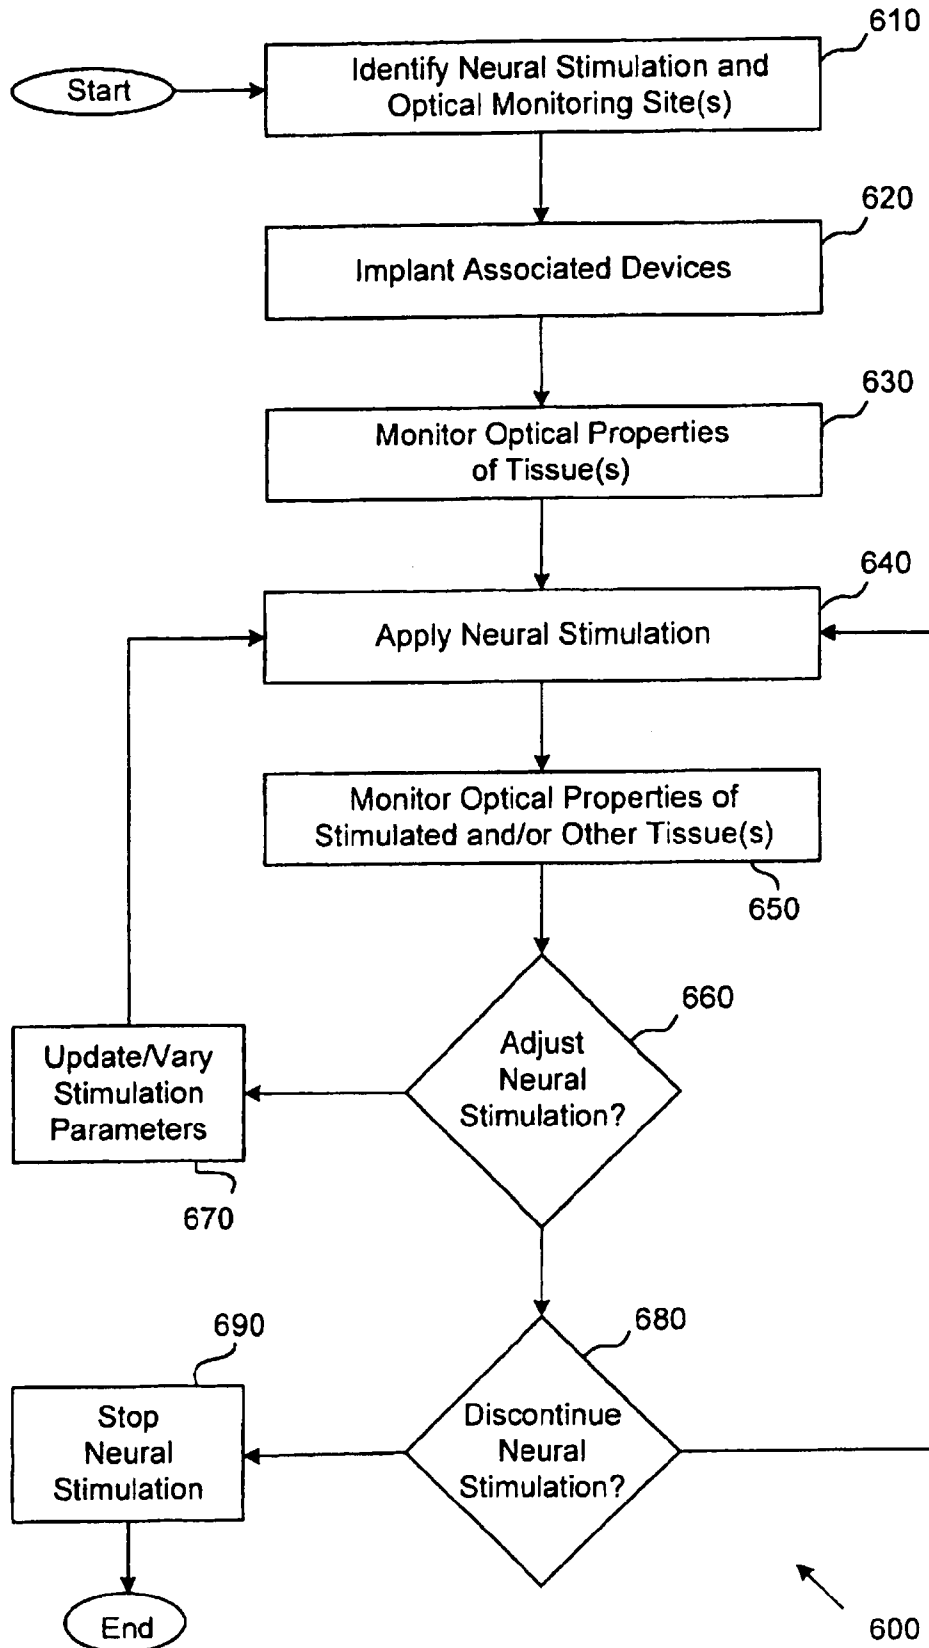 610
Start
Identify Neural Stimulation and
Optical Monitoring Site(s)
620
Implant Associated Devices
630
Monitor Optical Properties
of Tissue(s)
640
Apply Neural Stimulation
Monitor Optical Properties of
Stimulated and/or Other Tissue(s)
650
660
Adjust
Neural
Stimulation?
Update/Vary
Stimulation
Parameters
670
680
Discontinue
Neural
Stimulation?
690
Stop
Neural
Stimulation
End
600